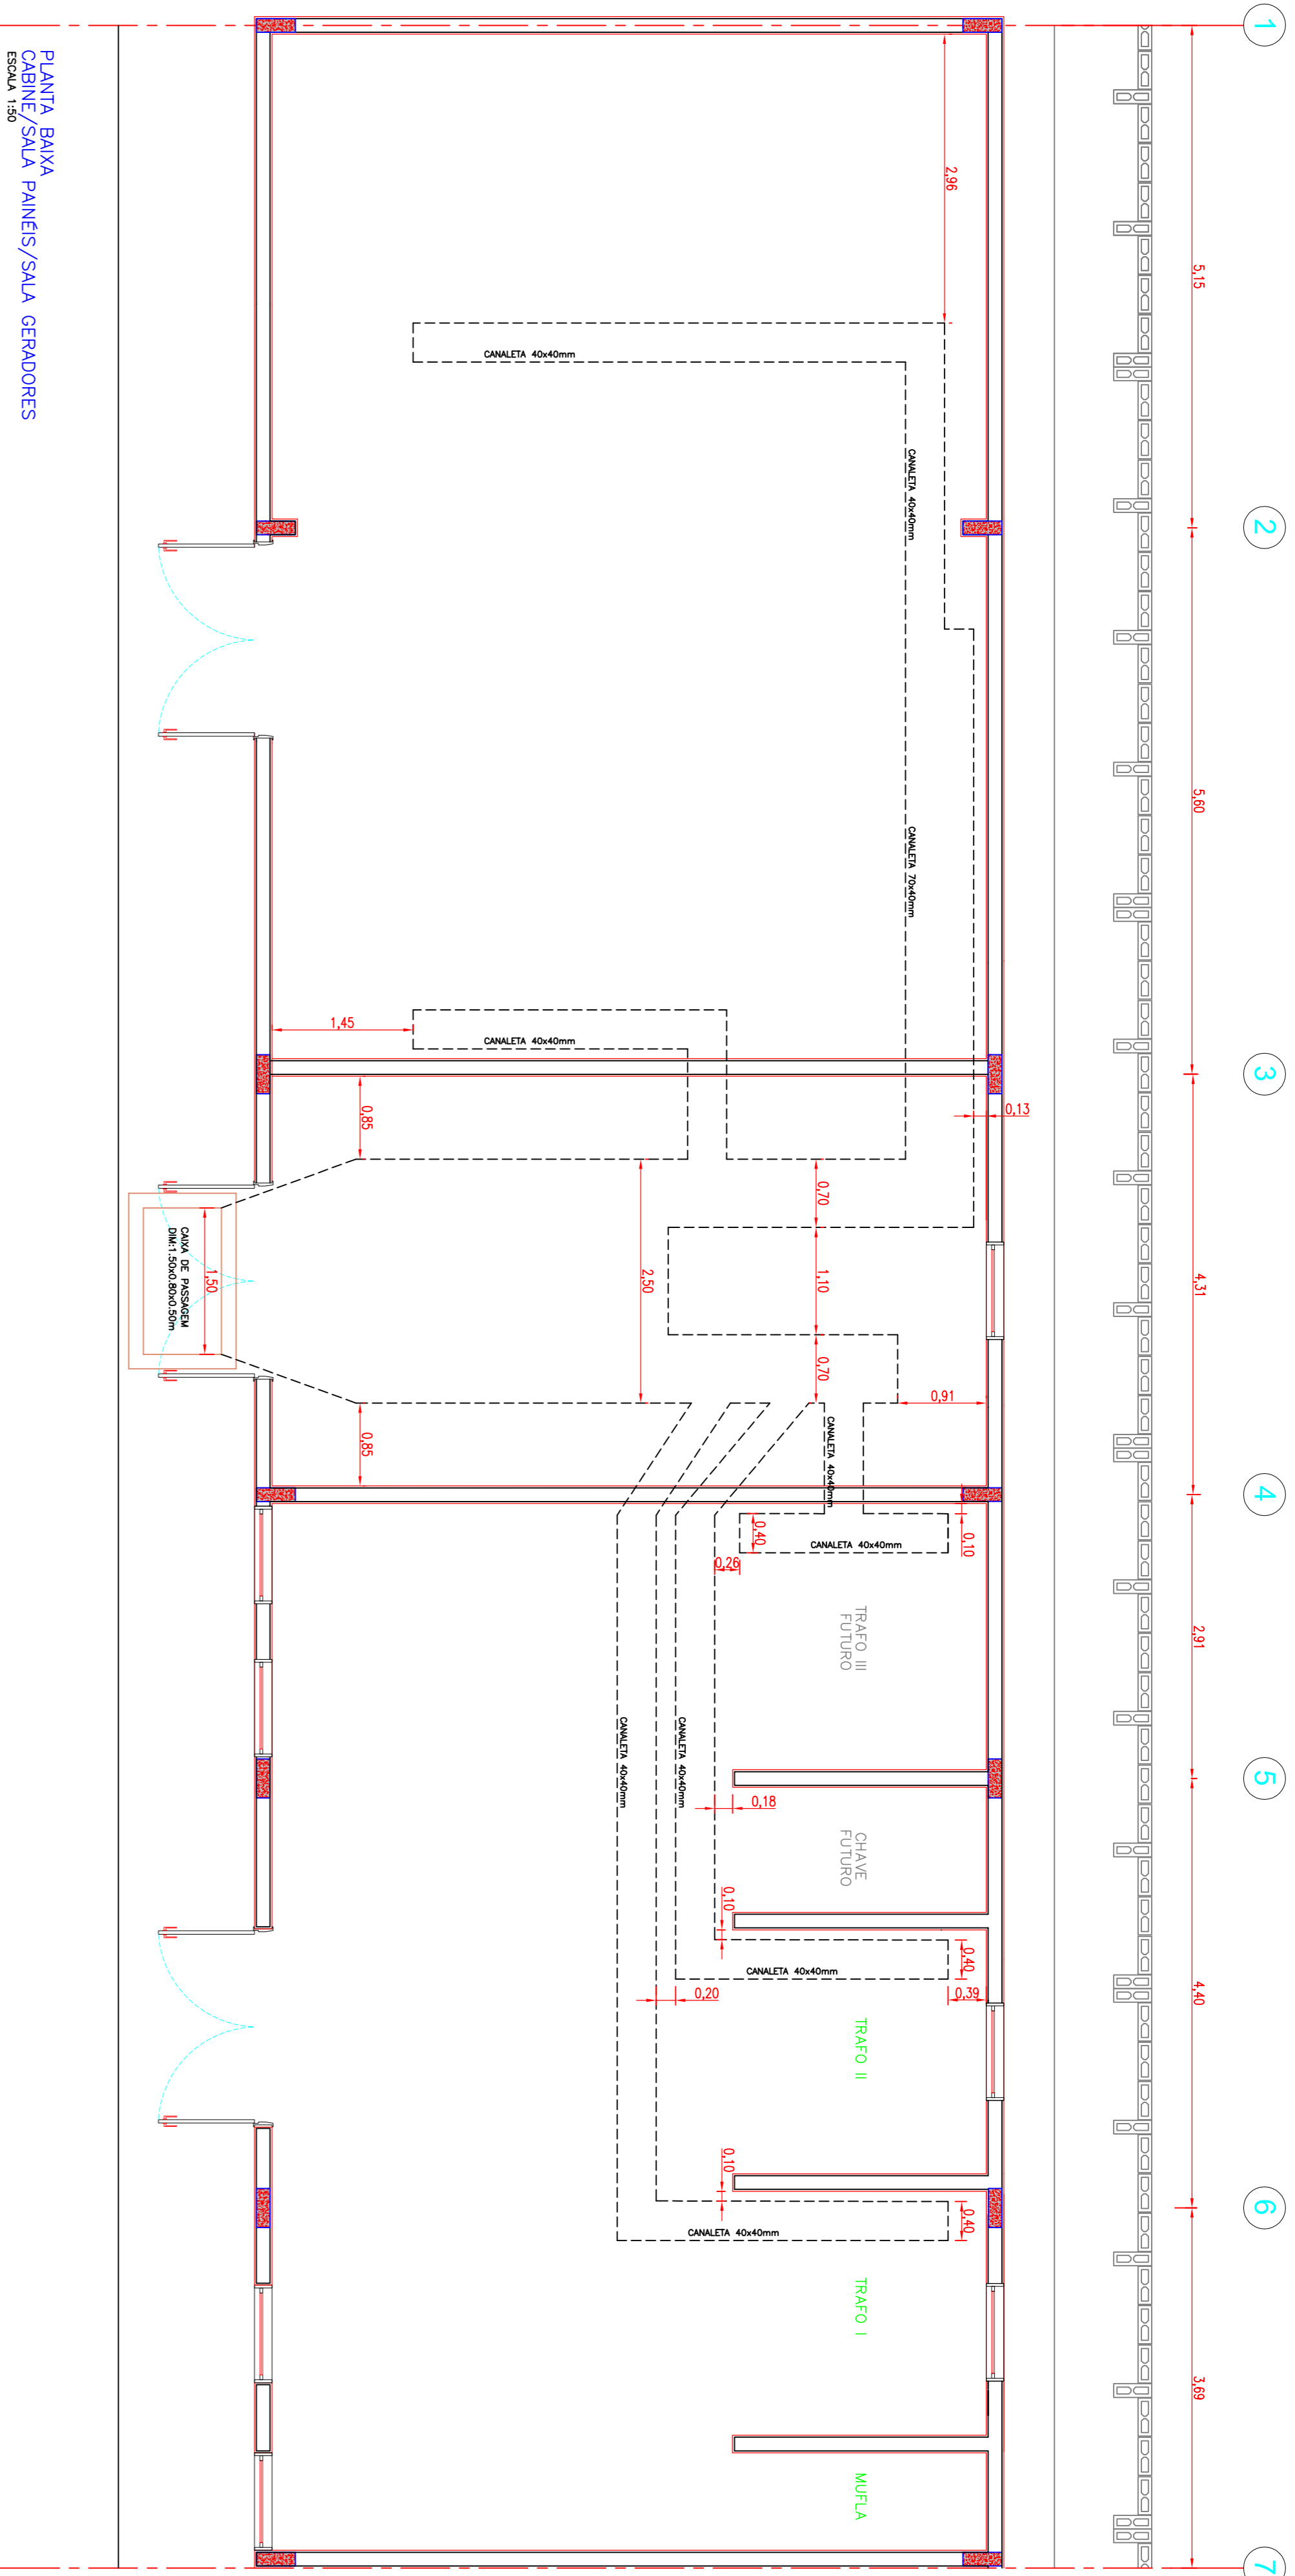 1
2
3
4
5
6
7
5,15
5,60
4,31
2,91
4,40
3,69
2,96
CANALETA 40x40mm
CANALETA 40x40mm
CANALETA 70x40mm
1,45
CANALETA 40x40mm
0,13
0,85
0,70
1,10
0,70
2,50
0,91
0,85
1,50
CAIXA DE PASSAGEM
DIM:1.50x0.80x0.50m
CANALETA 40x40mm
0,10
0,40
CANALETA 40x40mm
0,26
TRAFO III
FUTURO
CANALETA 40x40mm
CANALETA 40x40mm
0,18
CHAVE
FUTURO
0,10
0,40
CANALETA 40x40mm
0,20
0,39
TRAFO II
0,10
0,40
CANALETA 40x40mm
TRAFO I
MUFLA
PLANTA BAIXA
CABINE/SALA PAINÉIS/SALA GERADORES
ESCALA 1:50